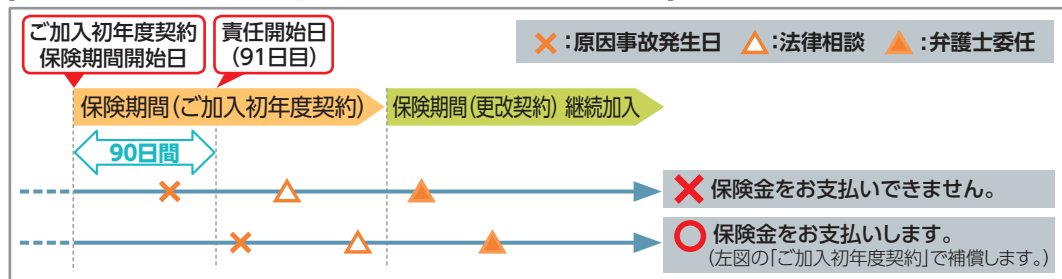 ご加入初年度契約
保険期間開始日
責任開始日
(91日目)
✕:原因事故発生日 △:法律相談 ▲:弁護士委任
保険期間(ご加入初年度契約)
保険期間(更改契約) 継続加入
90日間
✕ 保険金をお支払いできません。
○ 保険金をお支払いします。
(左図の「ご加入初年度契約」で補償します。)